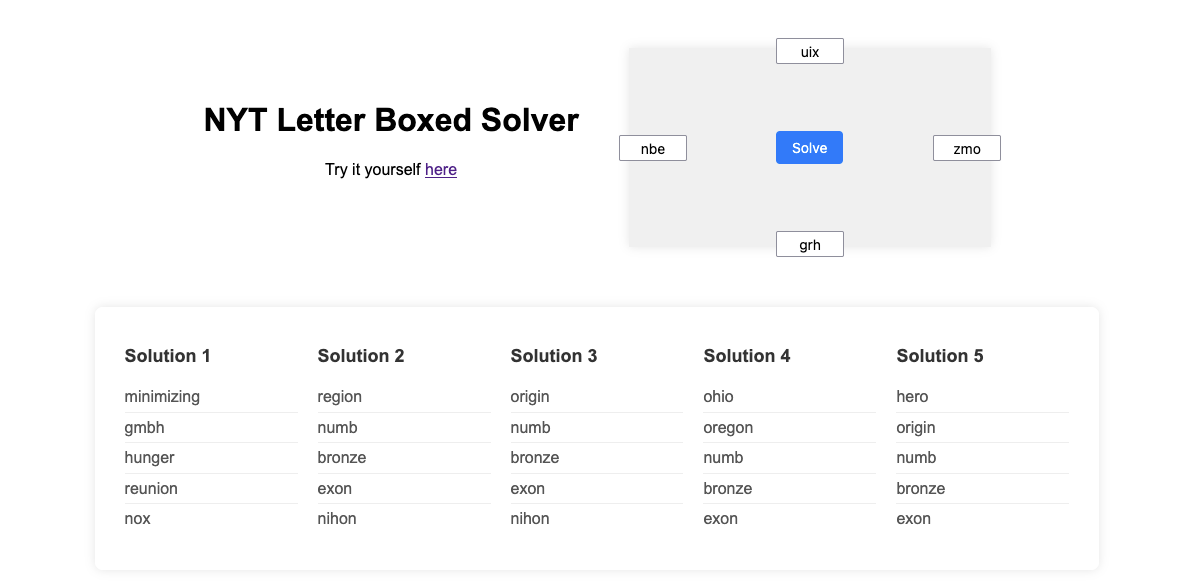 uix
NYT Letter Boxed Solver
nbe
Solve
zmo
Try it yourself here
grh
Solution 1
minimizing
gmbh
hunger
reunion
nox
Solution 2
region
numb
bronze
exon
nihon
Solution 3
origin
numb
bronze
exon
nihon
Solution 4
ohio
oregon
numb
bronze
exon
Solution 5
hero
origin
numb
bronze
exon